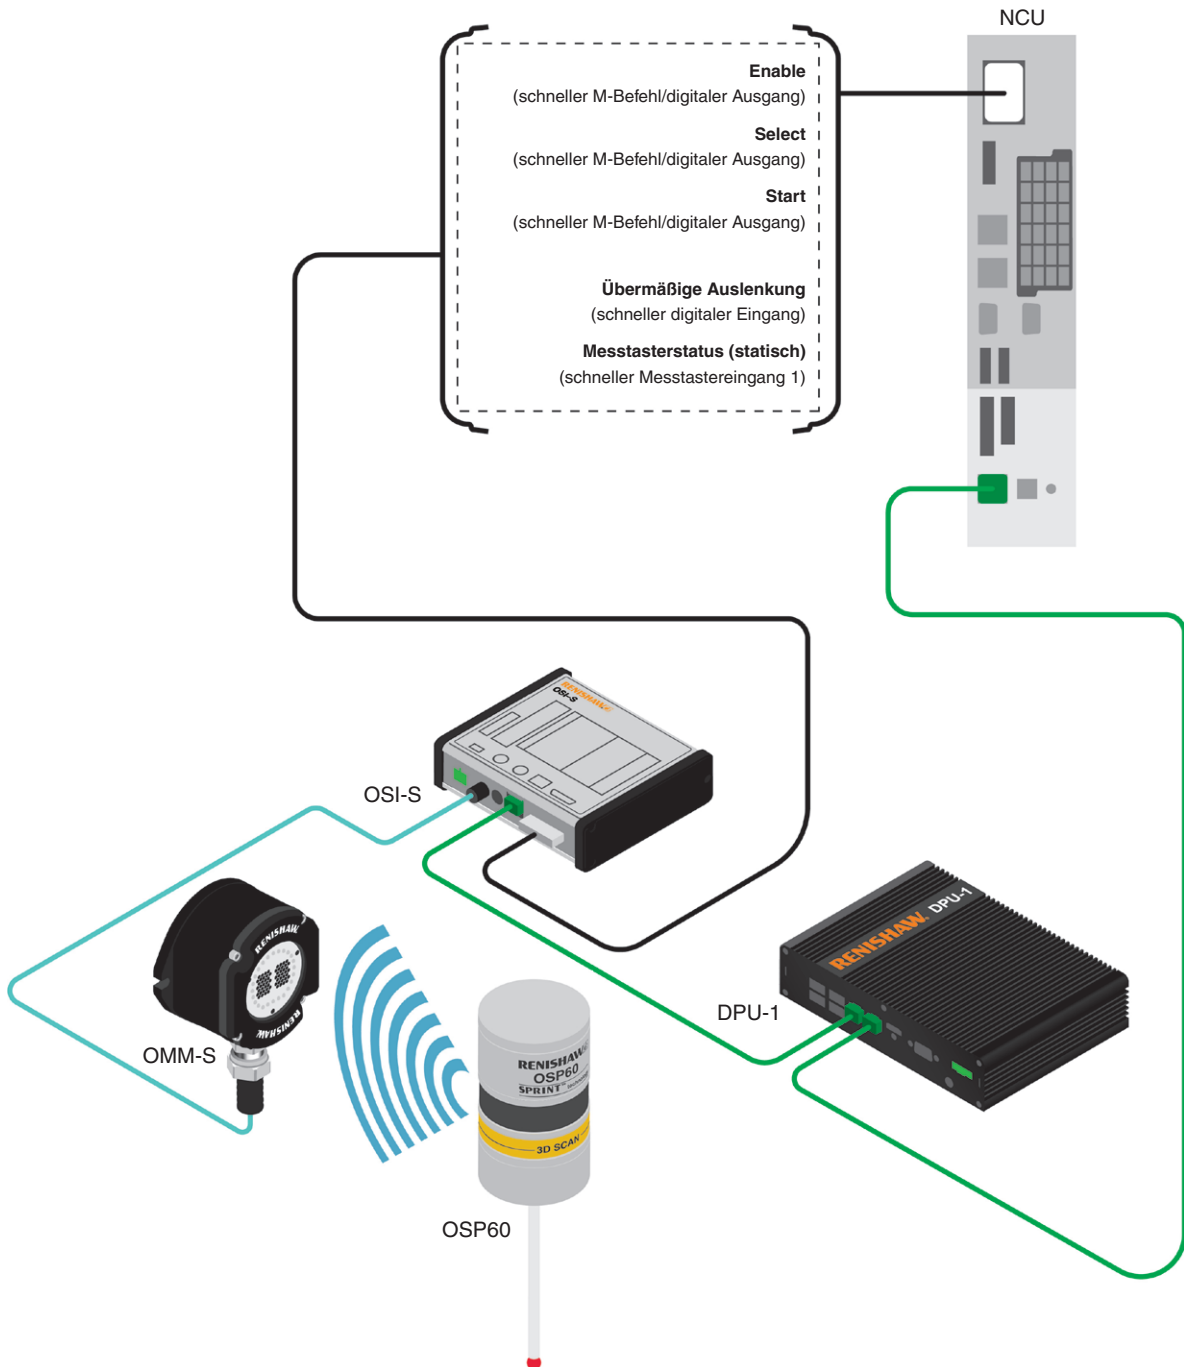 NCU
Enable
(schneller M-Befehl/digitaler Ausgang)
Select
(schneller M-Befehl/digitaler Ausgang)
Start
(schneller M-Befehl/digitaler Ausgang)
Übermäßige Auslenkung
(schneller digitaler Eingang)
Messtasterstatus (statisch)
(schneller Messtastereingang 1)
RENISHAW
OSI-S
OSI-S
RENISHAW
RENISHAW
OMM-S
RENISHAW
OSP60
SPRINT™
3D SCAN
OSP60
RENISHAW DPU-1
DPU-1